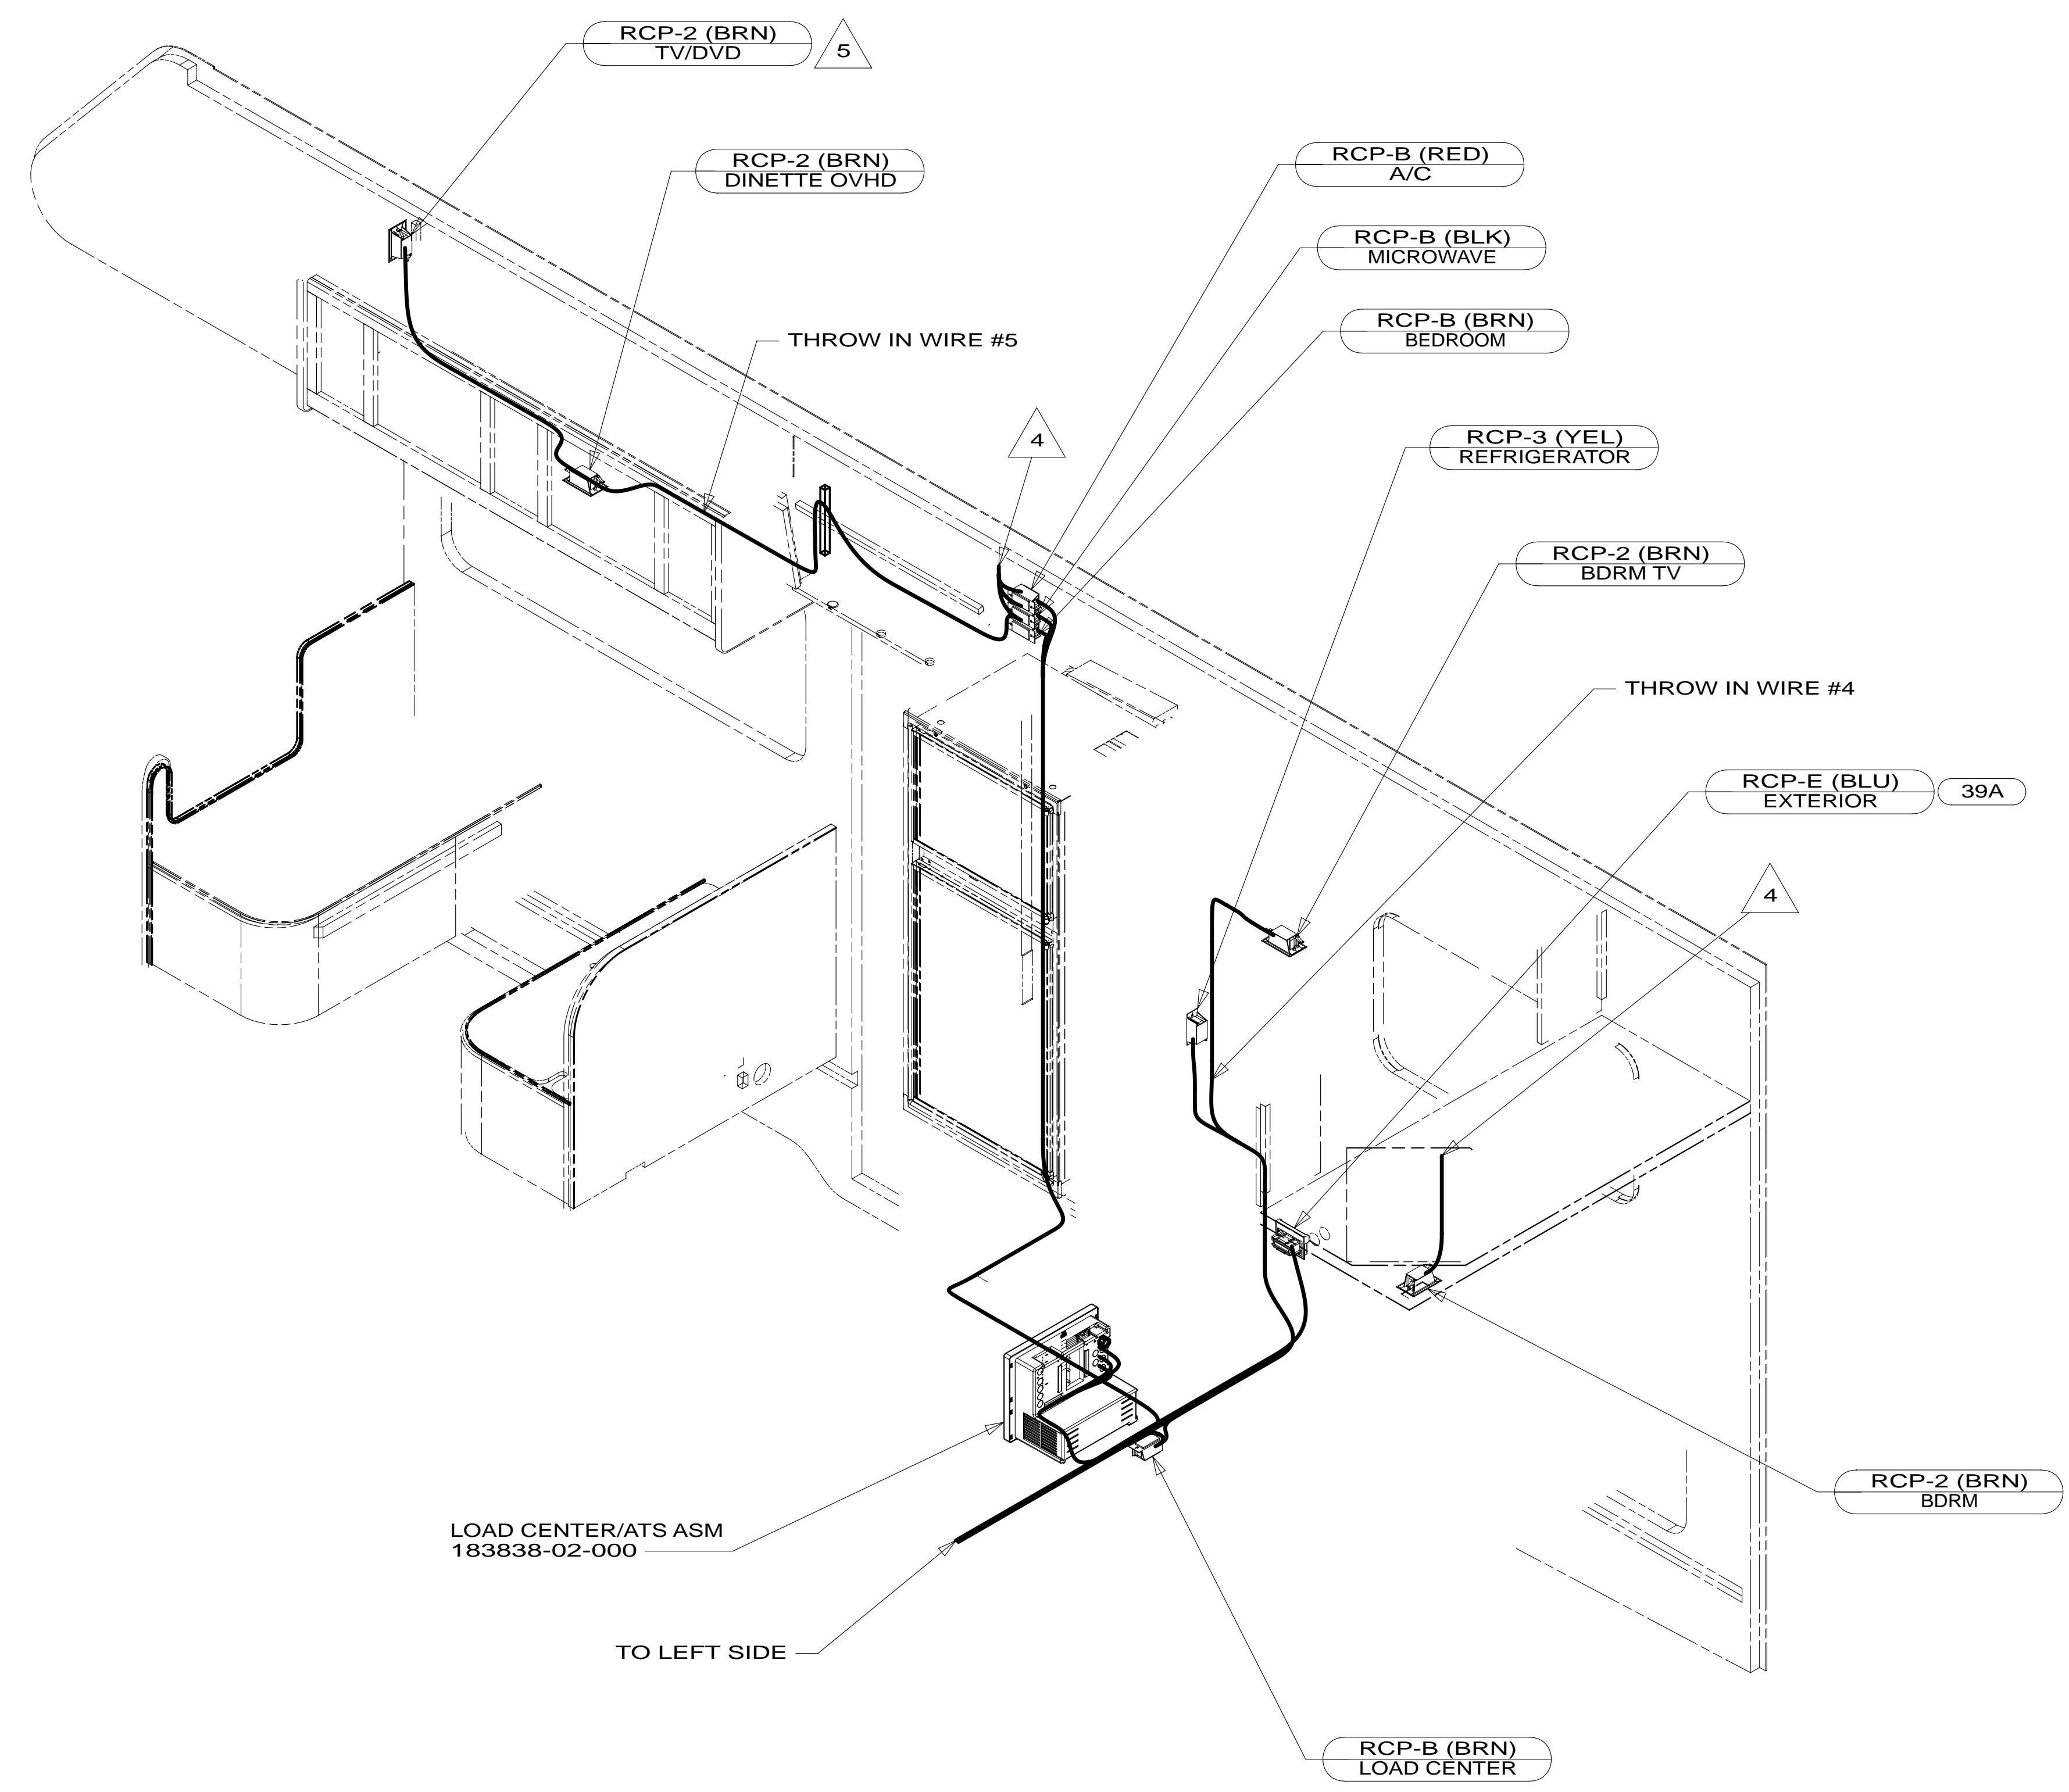 RCP-2 (BRN)
TV/DVD
5
RCP-2 (BRN)
DINETTE OVHD
RCP-B (RED)
A/C
RCP-B (BLK)
MICROWAVE
RCP-B (BRN)
BEDROOM
THROW IN WIRE #5
4
RCP-3 (YEL)
REFRIGERATOR
RCP-2 (BRN)
BDRM TV
THROW IN WIRE #4
RCP-E (BLU)
EXTERIOR
39A
4
RCP-2 (BRN)
BDRM
LOAD CENTER/ATS ASM
183838-02-000
TO LEFT SIDE
RCP-B (BRN)
LOAD CENTER